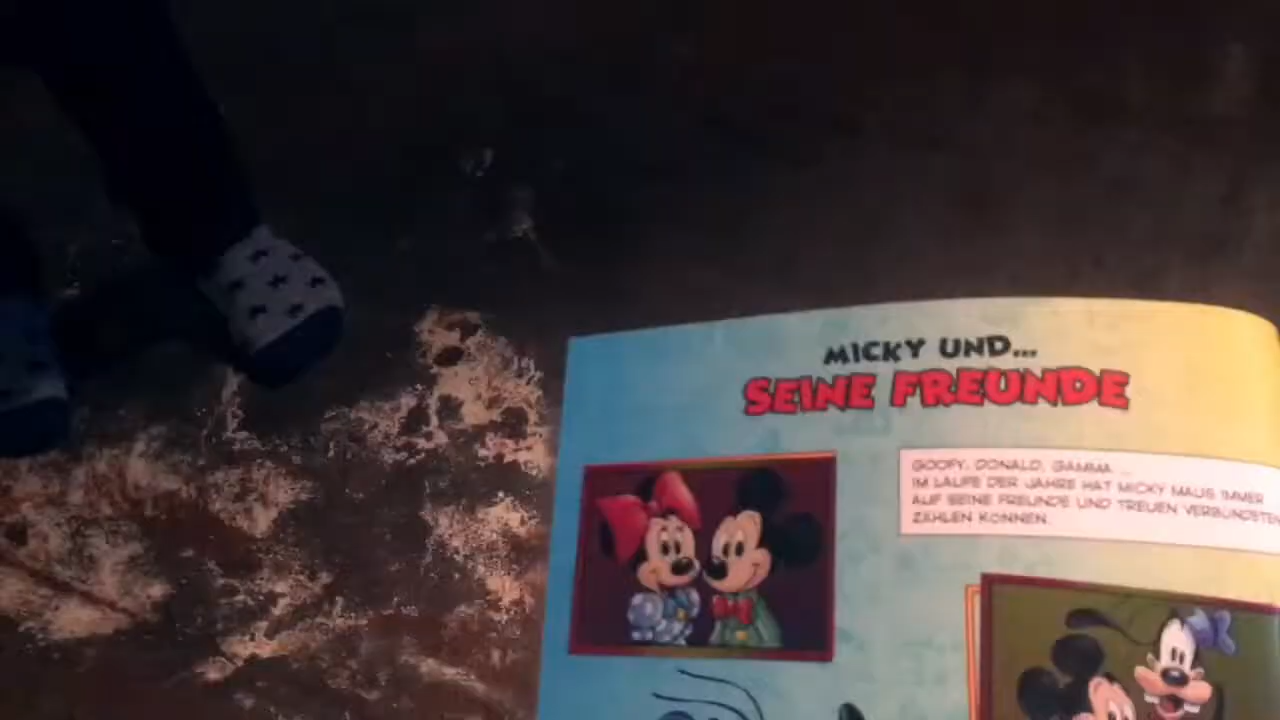 MICKY UND...
SEINE FREUNDE
GOOFY, DONALD, GAMMA ...
IM LAUFE DER JAHRE HAT MICKY MAUS IMMER
AUF SEINE FREUNDE UND TREUEN VERBÜNDETEN
ZÄHLEN KÖNNEN.